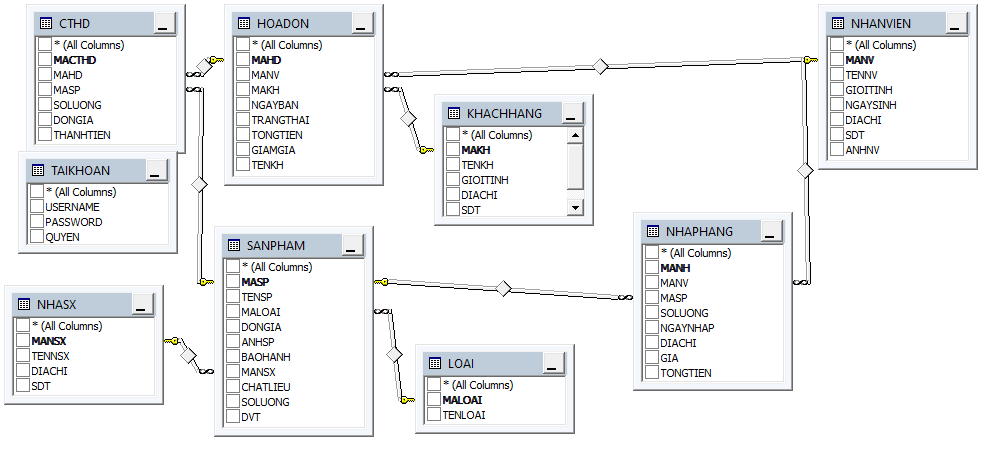 CTHD
* (All Columns)
MACTHD
MAHD
MASP
SOLUONG
DONGIA
THANHTIEN
HOADON
* (All Columns)
MAHD
MANV
MAKH
NGAYBAN
TRANGTHAI
TONGTIEN
GIAMGIA
TENKH
NHANVIEN
* (All Columns)
MANV
TENNV
GIOITINH
NGAYSINH
DIACHI
SDT
ANHNV
KHACHHANG
* (All Columns)
MAKH
TENKH
GIOITINH
DIACHI
SDT
TAIKHOAN
* (All Columns)
USERNAME
PASSWORD
QUYEN
SANPHAM
* (All Columns)
MASP
TENSP
MALOAI
DONGIA
ANHSP
BAOHANH
MANSX
CHATLIEU
SOLUONG
DVT
NHAPHANG
* (All Columns)
MANH
MANV
MASP
SOLUONG
NGAYNHAP
DIACHI
GIA
TONGTIEN
NHASX
* (All Columns)
MANSX
TENNSX
DIACHI
SDT
LOAI
* (All Columns)
MALOAI
TENLOAI